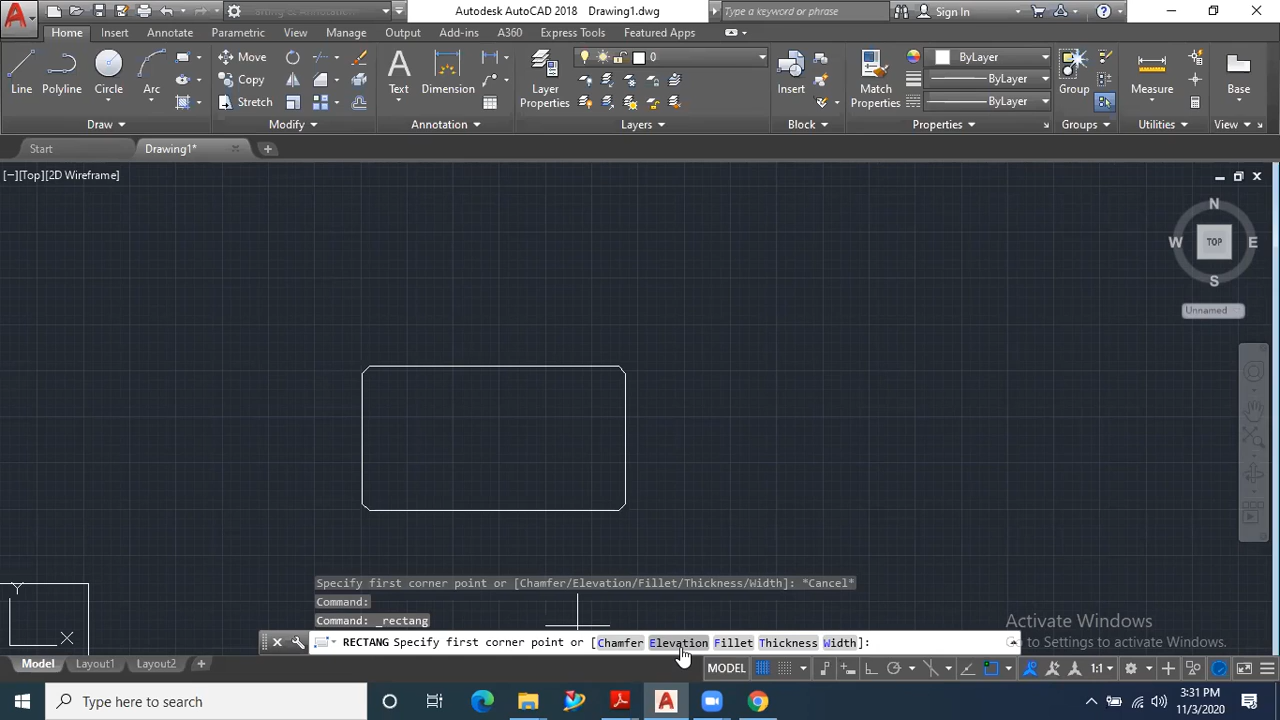 Autodesk AutoCAD 2018 Drawing1.dwg
Type a keyword or phrase
Sign In
Home Insert Annotate Parametric View Manage Output Add-ins A360 Express Tools Featured Apps
Line Polyline Circle Arc
Move
Copy
Stretch
Text Dimension
Layer
Properties
0
Insert
Match
Properties
ByLayer
ByLayer
ByLayer
Group
Measure
Base
Draw Modify Annotation Layers Block Properties Groups Utilities View
Start Drawing1*
[−][Top][2D Wireframe]
N
W TOP E
S
Unnamed
Specify first corner point or [Chamfer/Elevation/Fillet/Thickness/Width]: *Cancel*
Command:
Command: _rectang
RECTANG Specify first corner point or [Chamfer Elevation Fillet Thickness Width]:
Y
X
Activate Windows
to Settings to activate Windows.
Model Layout1 Layout2
MODEL 1:1
Type here to search
3:31 PM
11/3/2020